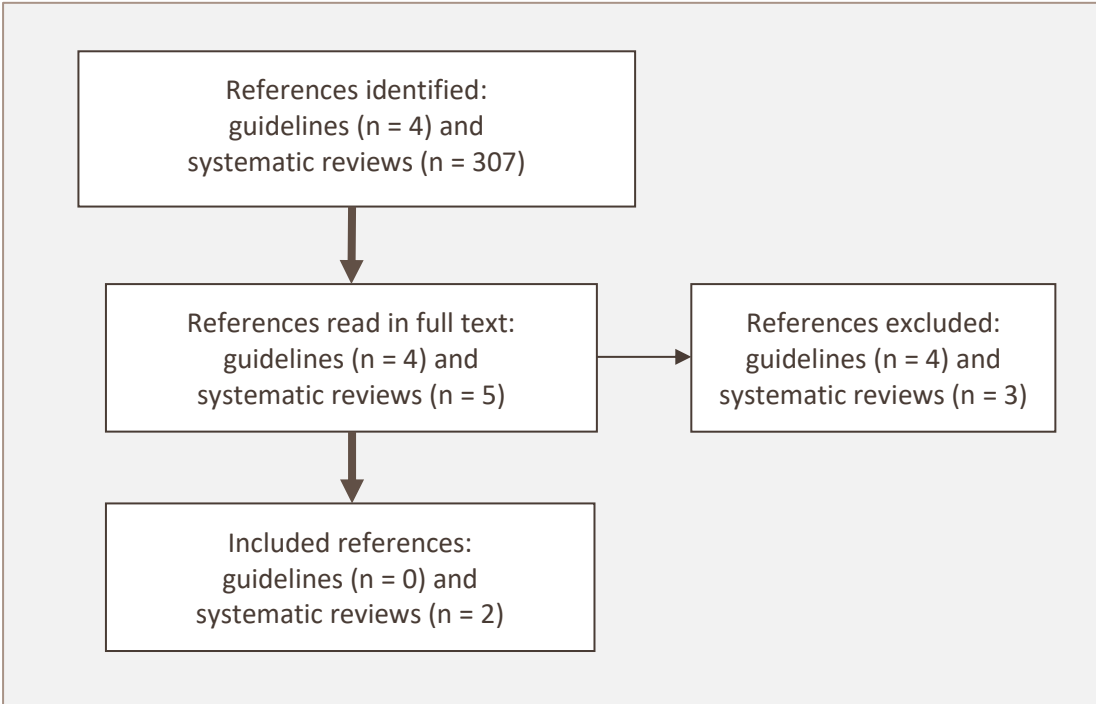 References identified:
guidelines (n = 4) and
systematic reviews (n = 307)
References read in full text:
guidelines (n = 4) and
systematic reviews (n = 5)
References excluded:
guidelines (n = 4) and
systematic reviews (n = 3)
Included references:
guidelines (n = 0) and
systematic reviews (n = 2)